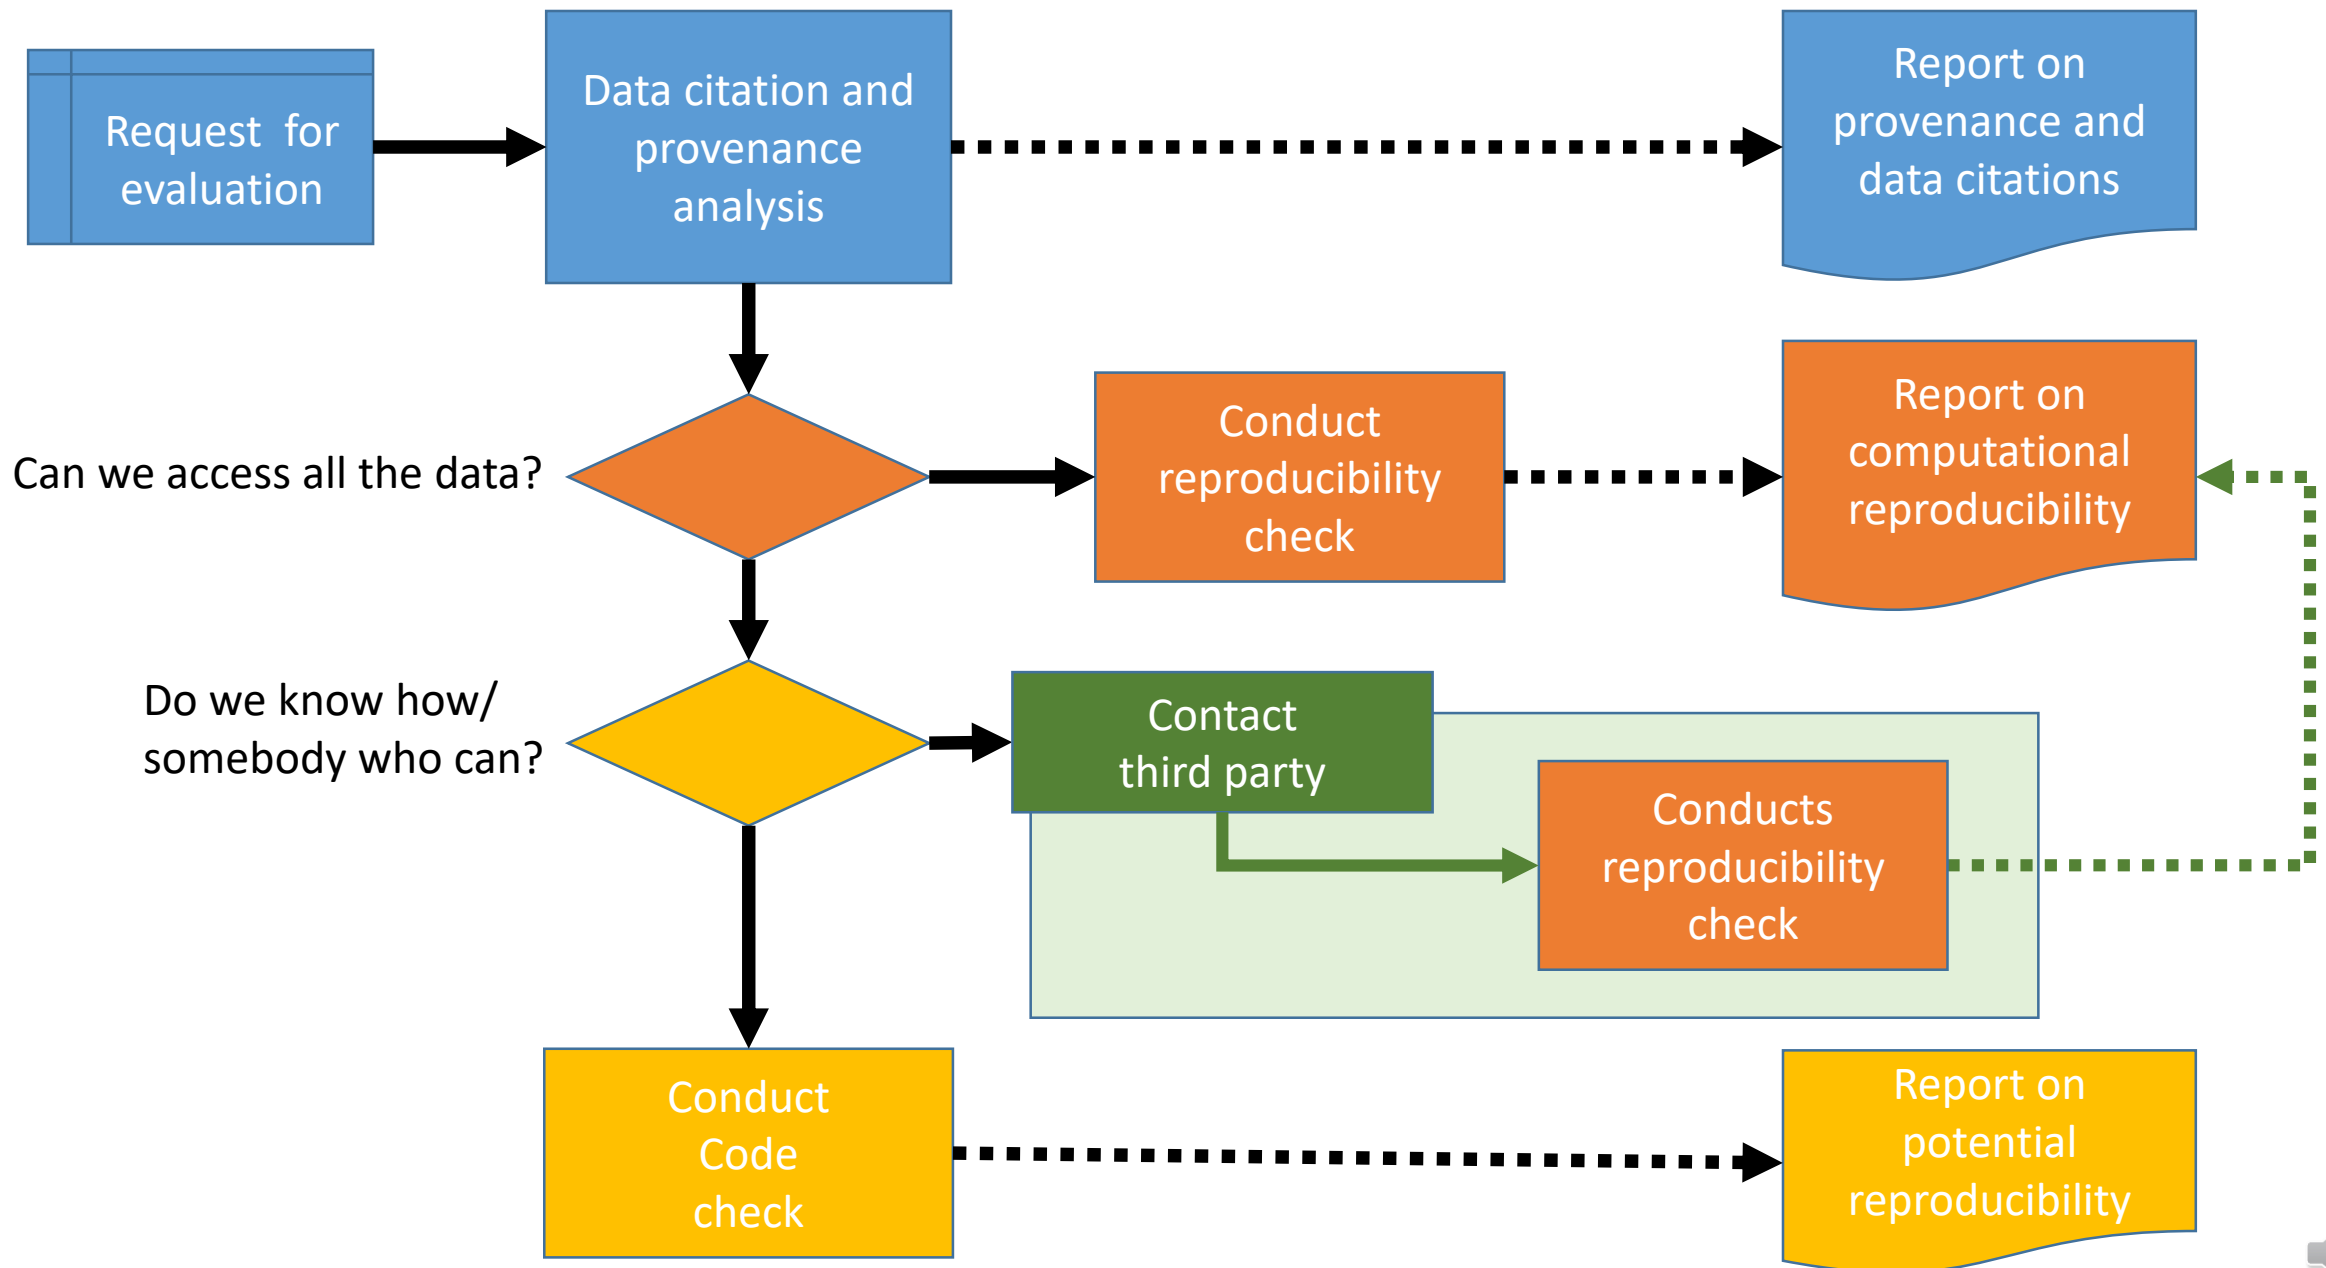 Request for
evaluation
Data citation and
provenance
analysis
Report on
provenance and
data citations
Can we access all the data?
Conduct
reproducibility
check
Report on
computational
reproducibility
Do we know how/
somebody who can?
Contact
third party
Conducts
reproducibility
check
Conduct
Code
check
Report on
potential
reproducibility